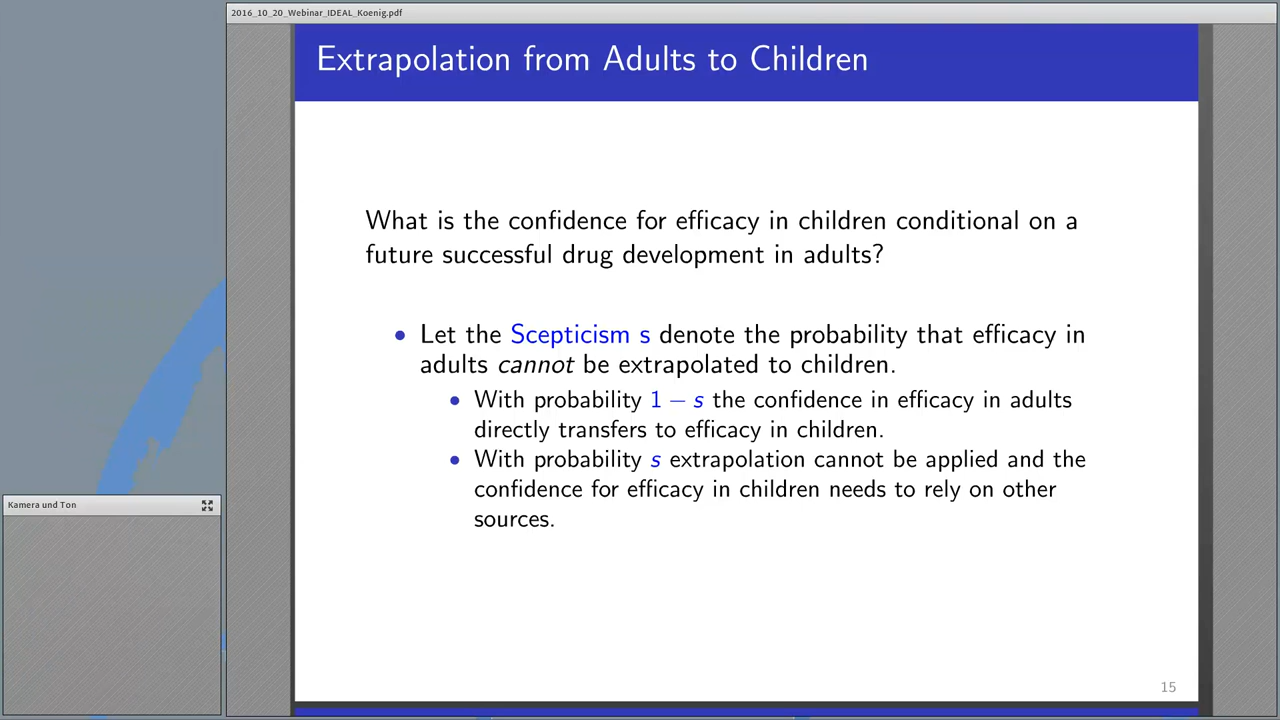 2016_10_20_Webinar_IDEAL_Koenig.pdf
Extrapolation from Adults to Children
What is the confidence for efficacy in children conditional on a
future successful drug development in adults?
• Let the Scepticism s denote the probability that efficacy in
adults cannot be extrapolated to children.
• With probability 1 − s the confidence in efficacy in adults
directly transfers to efficacy in children.
• With probability s extrapolation cannot be applied and the
confidence for efficacy in children needs to rely on other
sources.
Kamera und Ton
15